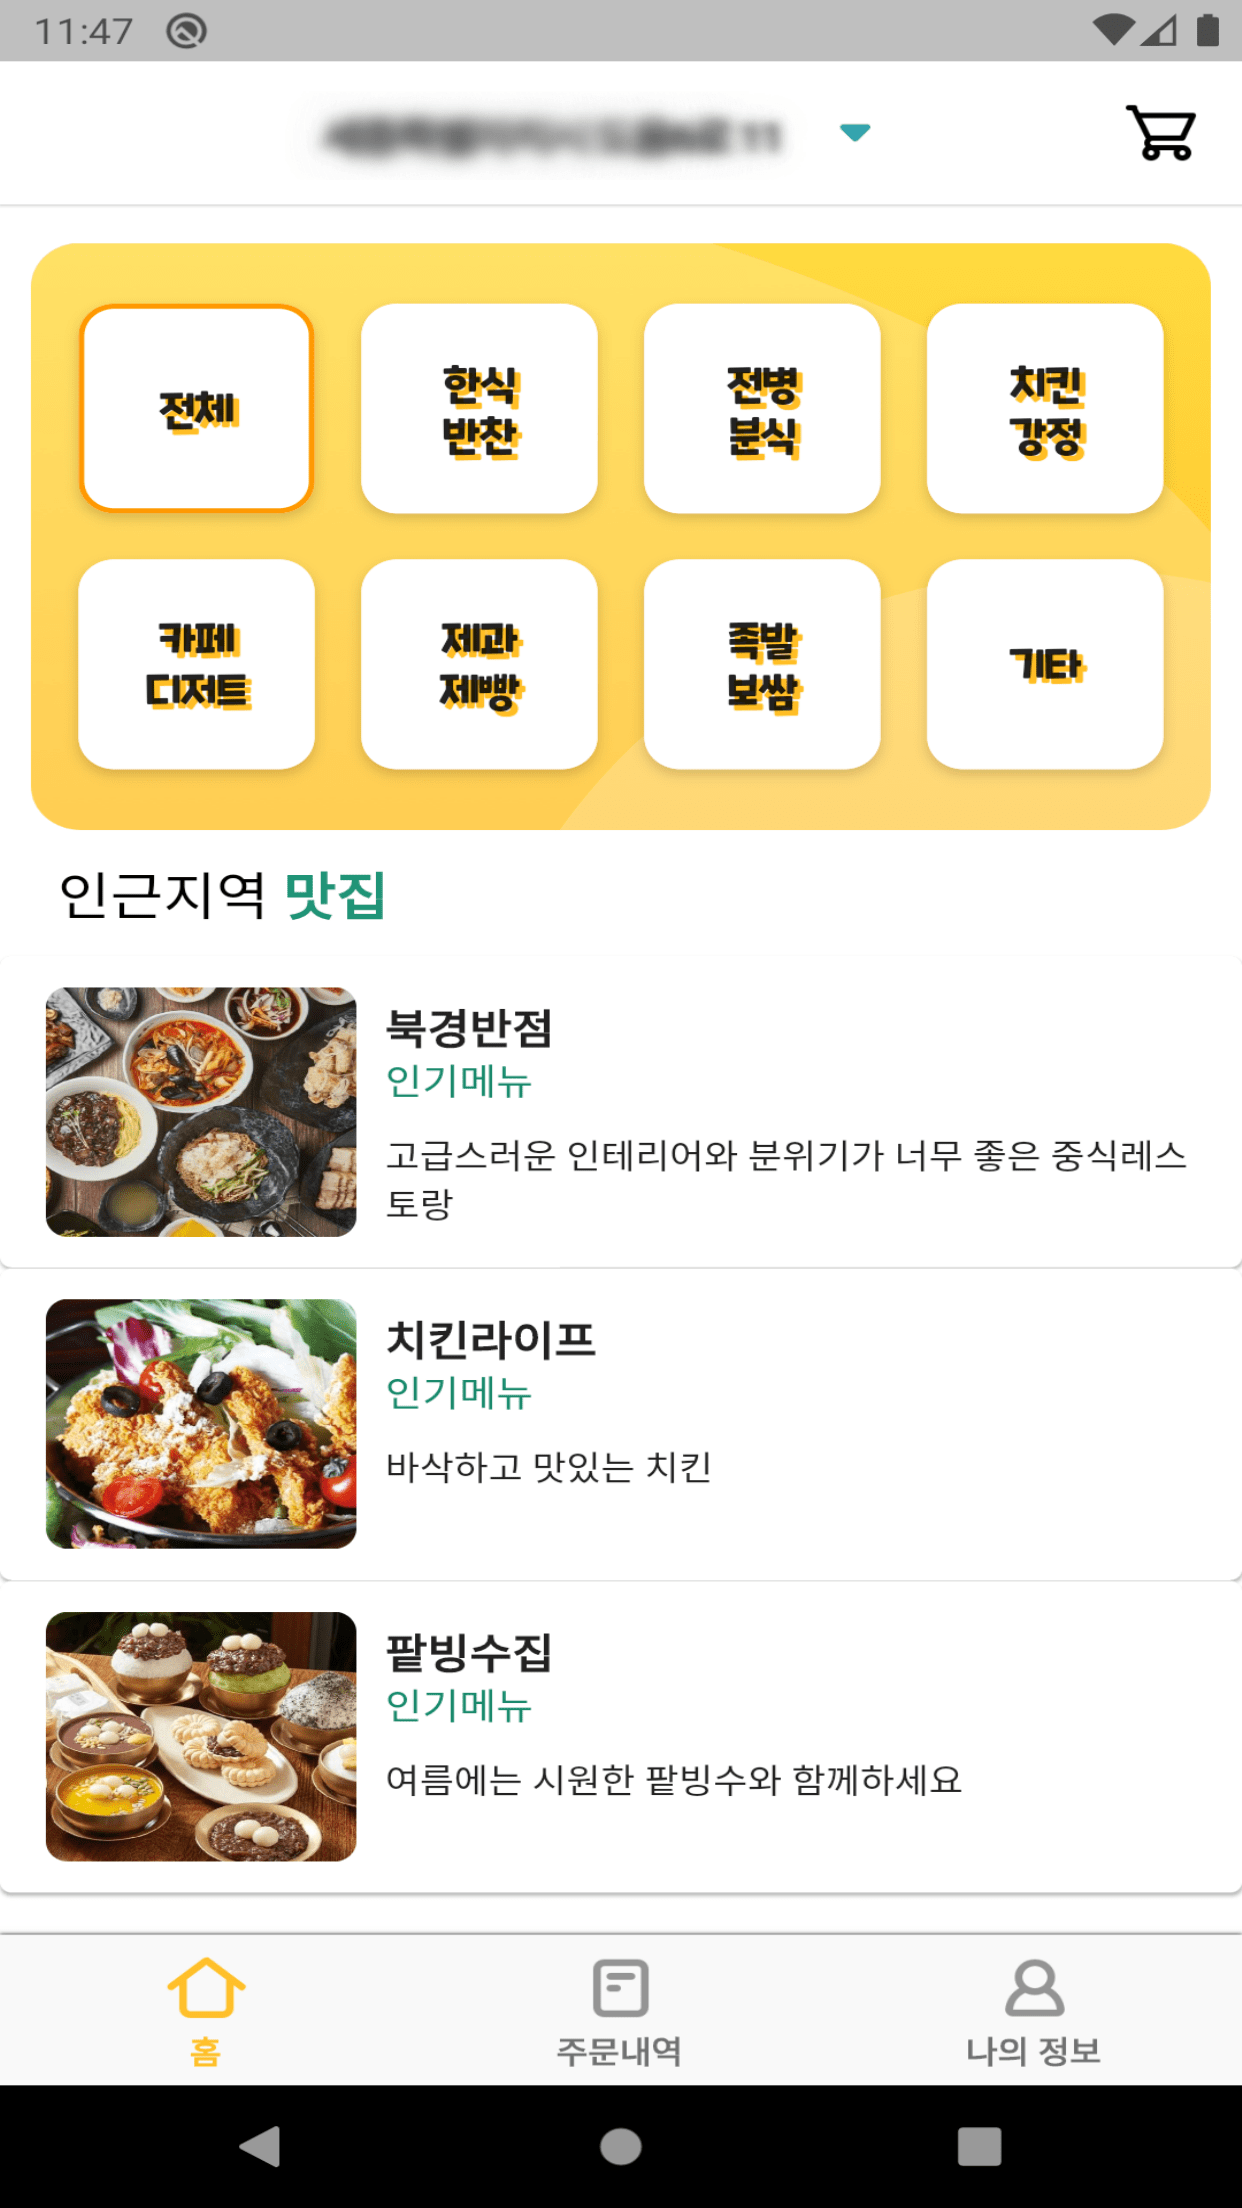 11:47
11
전체
한식
반찬
전병
분식
치킨
강정
카페
디저트
제과
제빵
족발
보쌈
기타
인근지역 맛집
북경반점
인기메뉴
고급스러운 인테리어와 분위기가 너무 좋은 중식레스
토랑
치킨라이프
인기메뉴
바삭하고 맛있는 치킨
팥빙수집
인기메뉴
여름에는 시원한 팥빙수와 함께하세요
홈
주문내역
나의 정보